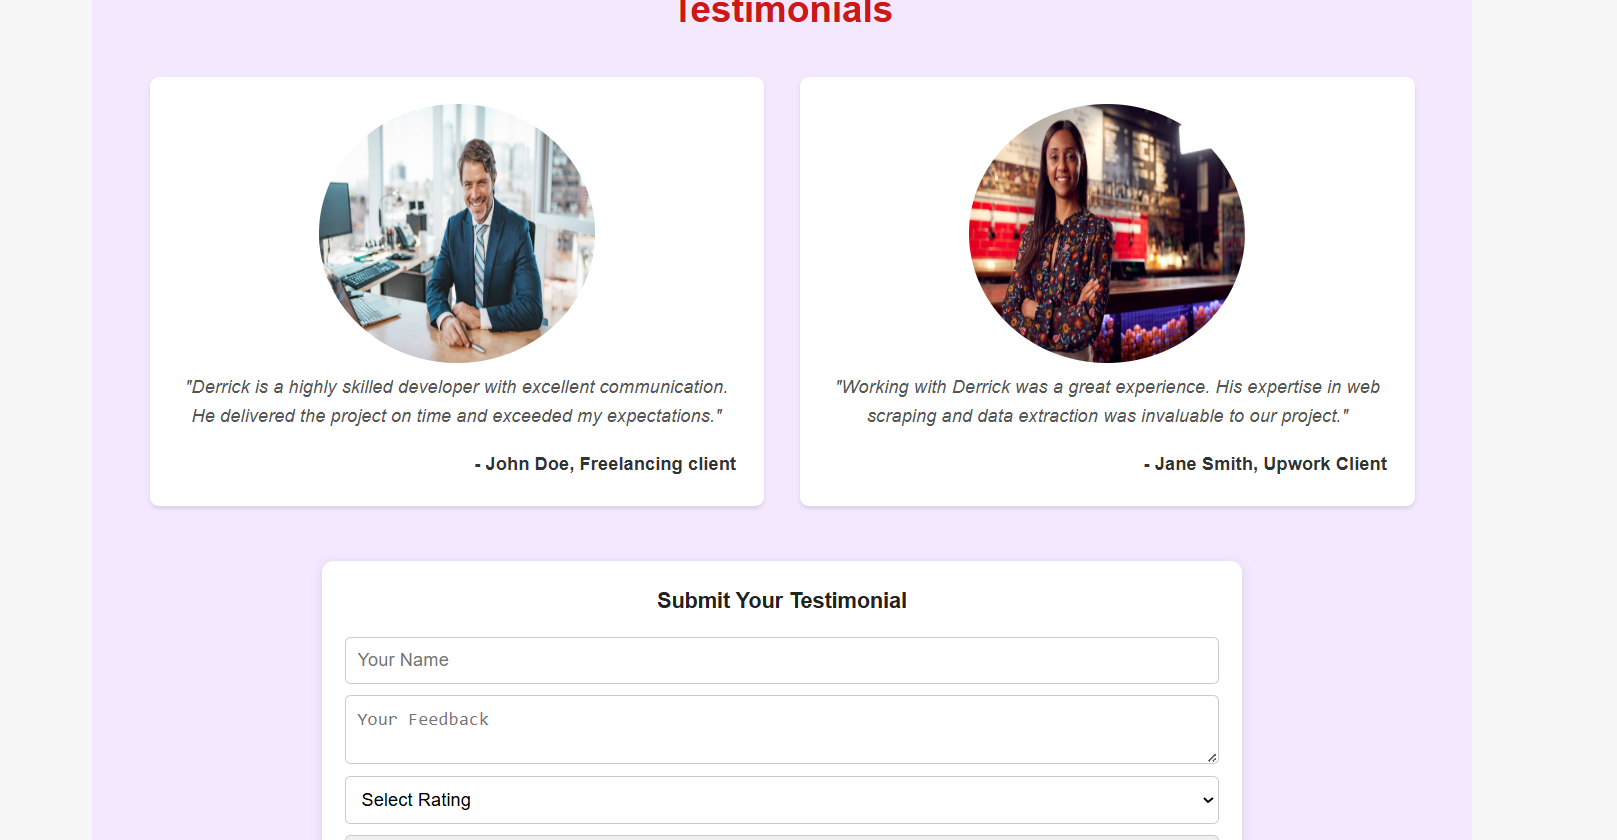 Testimonials
"Derrick is a highly skilled developer with excellent communication.
He delivered the project on time and exceeded my expectations."
- John Doe, Freelancing client
"Working with Derrick was a great experience. His expertise in web
scraping and data extraction was invaluable to our project."
- Jane Smith, Upwork Client
Submit Your Testimonial
Your Name
Your Feedback
Select Rating